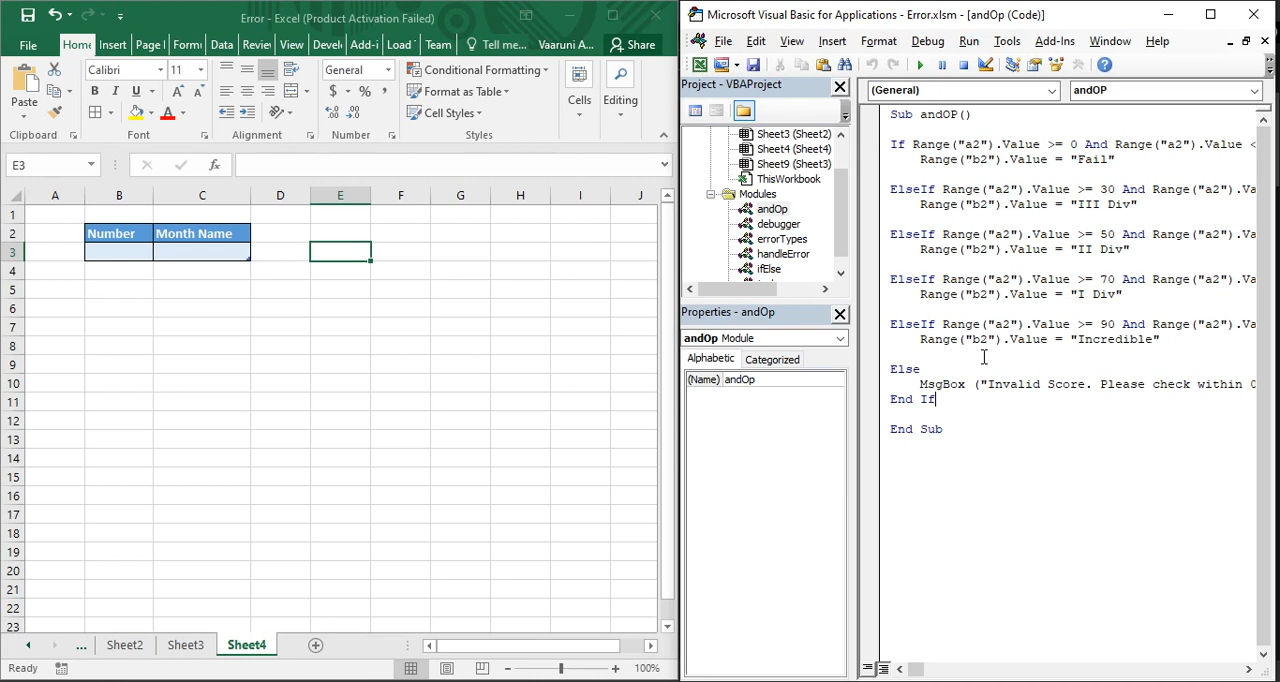 Error - Excel (Product Activation Failed)
File Home Insert Page l Formu Data Revie View Develo Add-i Load Team Tell me... Vaaruni A... Share
Calibri 11
General
Conditional Formatting
Format as Table
Cell Styles
Paste
B I U A A
$ % ,
Cells Editing
Clipboard Font Alignment Number Styles
E3
fx
A B C D E F G H I J
1
2 Number Month Name
3
4
5
6
7
8
9
10
11
12
13
14
15
16
17
18
19
20
21
22
23
... Sheet2 Sheet3 Sheet4
Ready 100%
Microsoft Visual Basic for Applications - Error.xlsm - [andOp (Code)]
File Edit View Insert Format Debug Run Tools Add-Ins Window Help
Project - VBAProject
Sheet3 (Sheet2)
Sheet4 (Sheet4)
Sheet9 (Sheet3)
ThisWorkbook
Modules
andOp
debugger
errorTypes
handleError
ifElse
Properties - andOp
andOp Module
Alphabetic Categorized
(Name) andOp
(General) andOP
Sub andOP()
If Range("a2").Value >= 0 And Range("a2").Value <
Range("b2").Value = "Fail"
ElseIf Range("a2").Value >= 30 And Range("a2").Va
Range("b2").Value = "III Div"
ElseIf Range("a2").Value >= 50 And Range("a2").Va
Range("b2").Value = "II Div"
ElseIf Range("a2").Value >= 70 And Range("a2").Va
Range("b2").Value = "I Div"
ElseIf Range("a2").Value >= 90 And Range("a2").Va
Range("b2").Value = "Incredible"
Else
MsgBox ("Invalid Score. Please check within 0
End If
End Sub